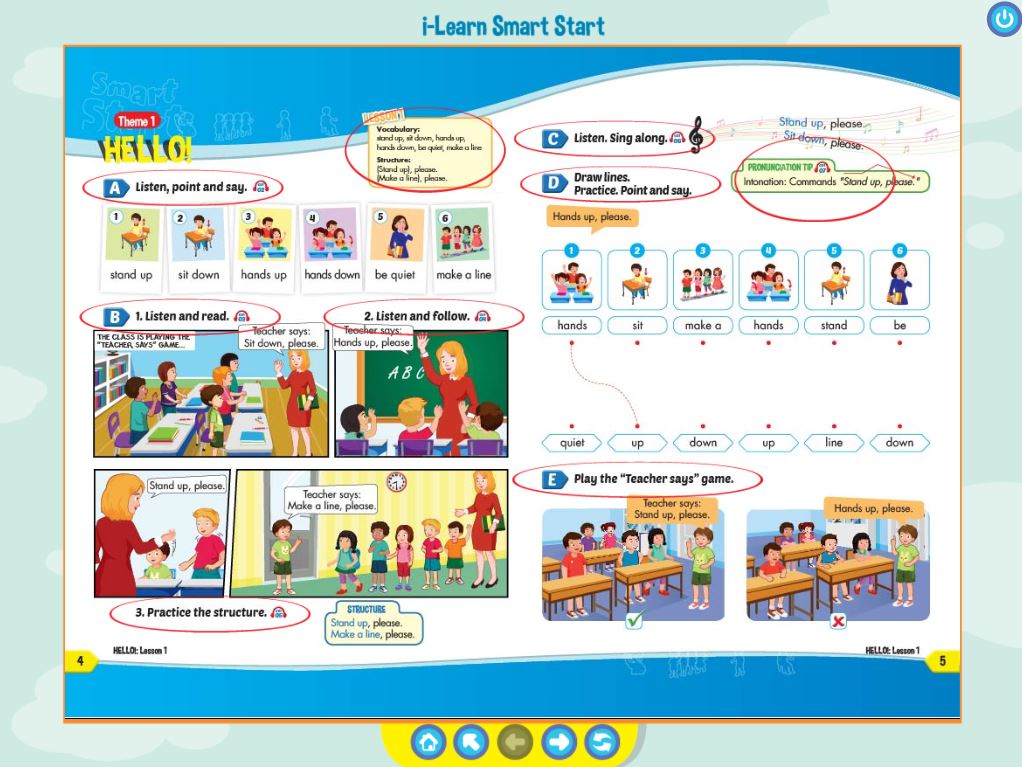 i-Learn Smart Start
Smart
Start
Theme 1
HELLO!
LESSON 1
Vocabulary:
stand up, sit down, hands up,
hands down, be quiet, make a line
Structure:
(Stand up), please.
(Make a line), please.
A Listen, point and say.
1
stand up
2
sit down
3
hands up
4
hands down
5
be quiet
6
make a line
B 1. Listen and read.
THE CLASS IS PLAYING THE
"TEACHER, SAYS" GAME...
Teacher says:
Sit down, please.
2. Listen and follow.
Teacher says:
Hands up, please.
A B C
Stand up, please.
Teacher says:
Make a line, please.
3. Practice the structure.
STRUCTURE
Stand up, please.
Make a line, please.
HELLO!: Lesson 1
4
C Listen. Sing along.
Stand up, please.
Sit down, please.
D Draw lines.
Practice. Point and say.
PRONUNCIATION TIP
Intonation: Commands "Stand up, please."
Hands up, please.
1 2 3 4 5 6
hands sit make a hands stand be
quiet up down up line down
E Play the “Teacher says” game.
Teacher says:
Stand up, please.
Hands up, please.
HELLO!: Lesson 1
5